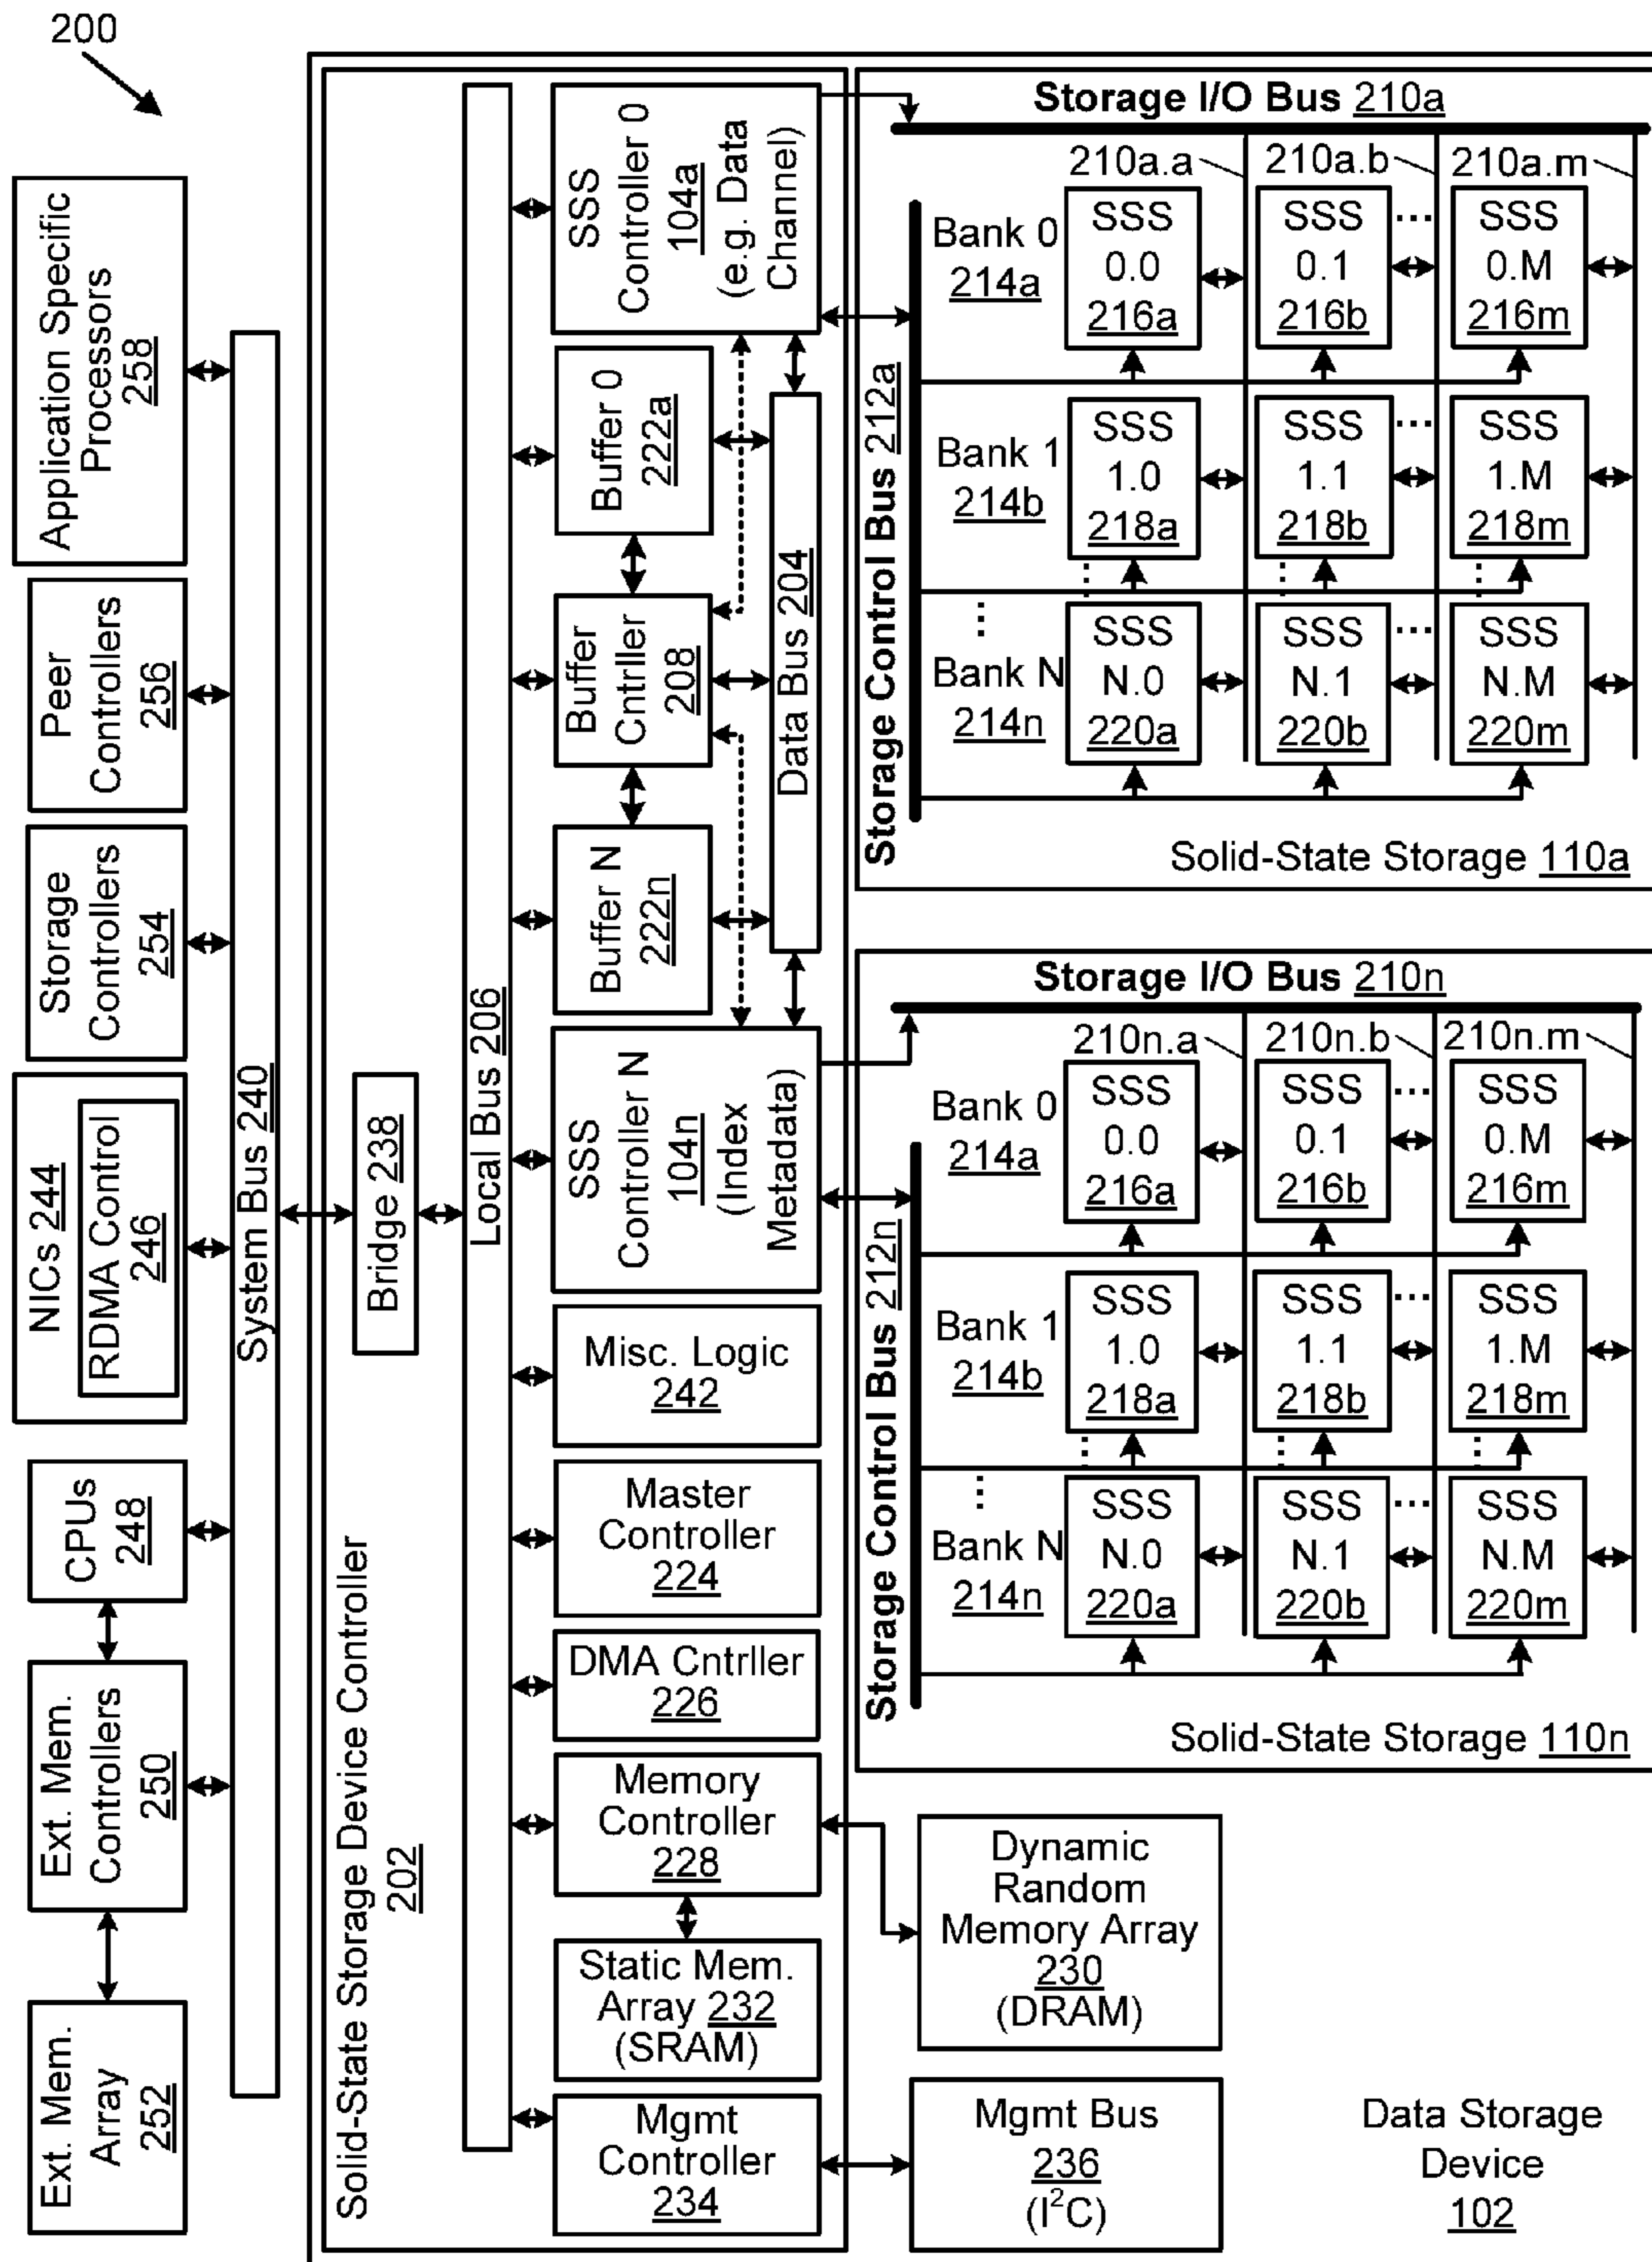 200
Application Specific
Processors
258
Peer
Controllers
256
Storage
Controllers
254
NICs 244
RDMA Control
246
CPUs
248
Ext. Mem.
Controllers
250
Ext. Mem.
Array
252
System Bus 240
Solid-State Storage Device Controller
202
Bridge 238
Local Bus 206
SSS
Controller 0
104a
(e.g. Data
Channel)
Buffer 0
222a
Buffer
Cntrller
208
Buffer N
222n
Data Bus 204
SSS
Controller N
104n
(Index
Metadata)
Misc. Logic
242
Master
Controller
224
DMA Cntrller
226
Memory
Controller
228
Static Mem.
Array 232
(SRAM)
Mgmt
Controller
234
Storage I/O Bus 210a
210a.a
210a.b
210a.m
Storage Control Bus 212a
Bank 0
214a
SSS
0.0
216a
SSS
0.1
216b
...
SSS
0.M
216m
Bank 1
214b
SSS
1.0
218a
SSS
1.1
218b
...
SSS
1.M
218m
Bank N
214n
SSS
N.0
220a
SSS
N.1
220b
...
SSS
N.M
220m
Solid-State Storage 110a
Storage I/O Bus 210n
210n.a
210n.b
210n.m
Storage Control Bus 212n
Bank 0
214a
SSS
0.0
216a
SSS
0.1
216b
...
SSS
0.M
216m
Bank 1
214b
SSS
1.0
218a
SSS
1.1
218b
...
SSS
1.M
218m
Bank N
214n
SSS
N.0
220a
SSS
N.1
220b
...
SSS
N.M
220m
Solid-State Storage 110n
Dynamic
Random
Memory Array
230
(DRAM)
Mgmt Bus
236
(I²C)
Data Storage
Device
102